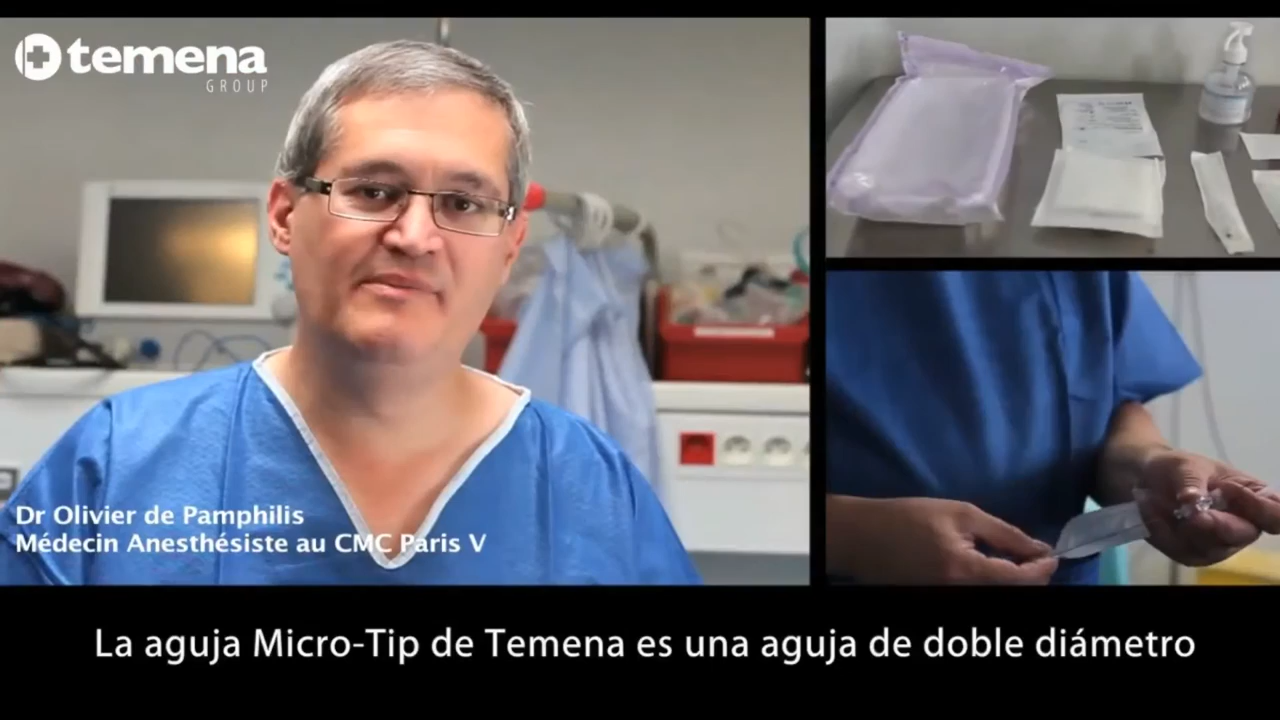 temena
GROUP
Dr Olivier de Pamphilis
Médecin Anesthésiste au CMC Paris V
La aguja Micro-Tip de Temena es una aguja de doble diámetro